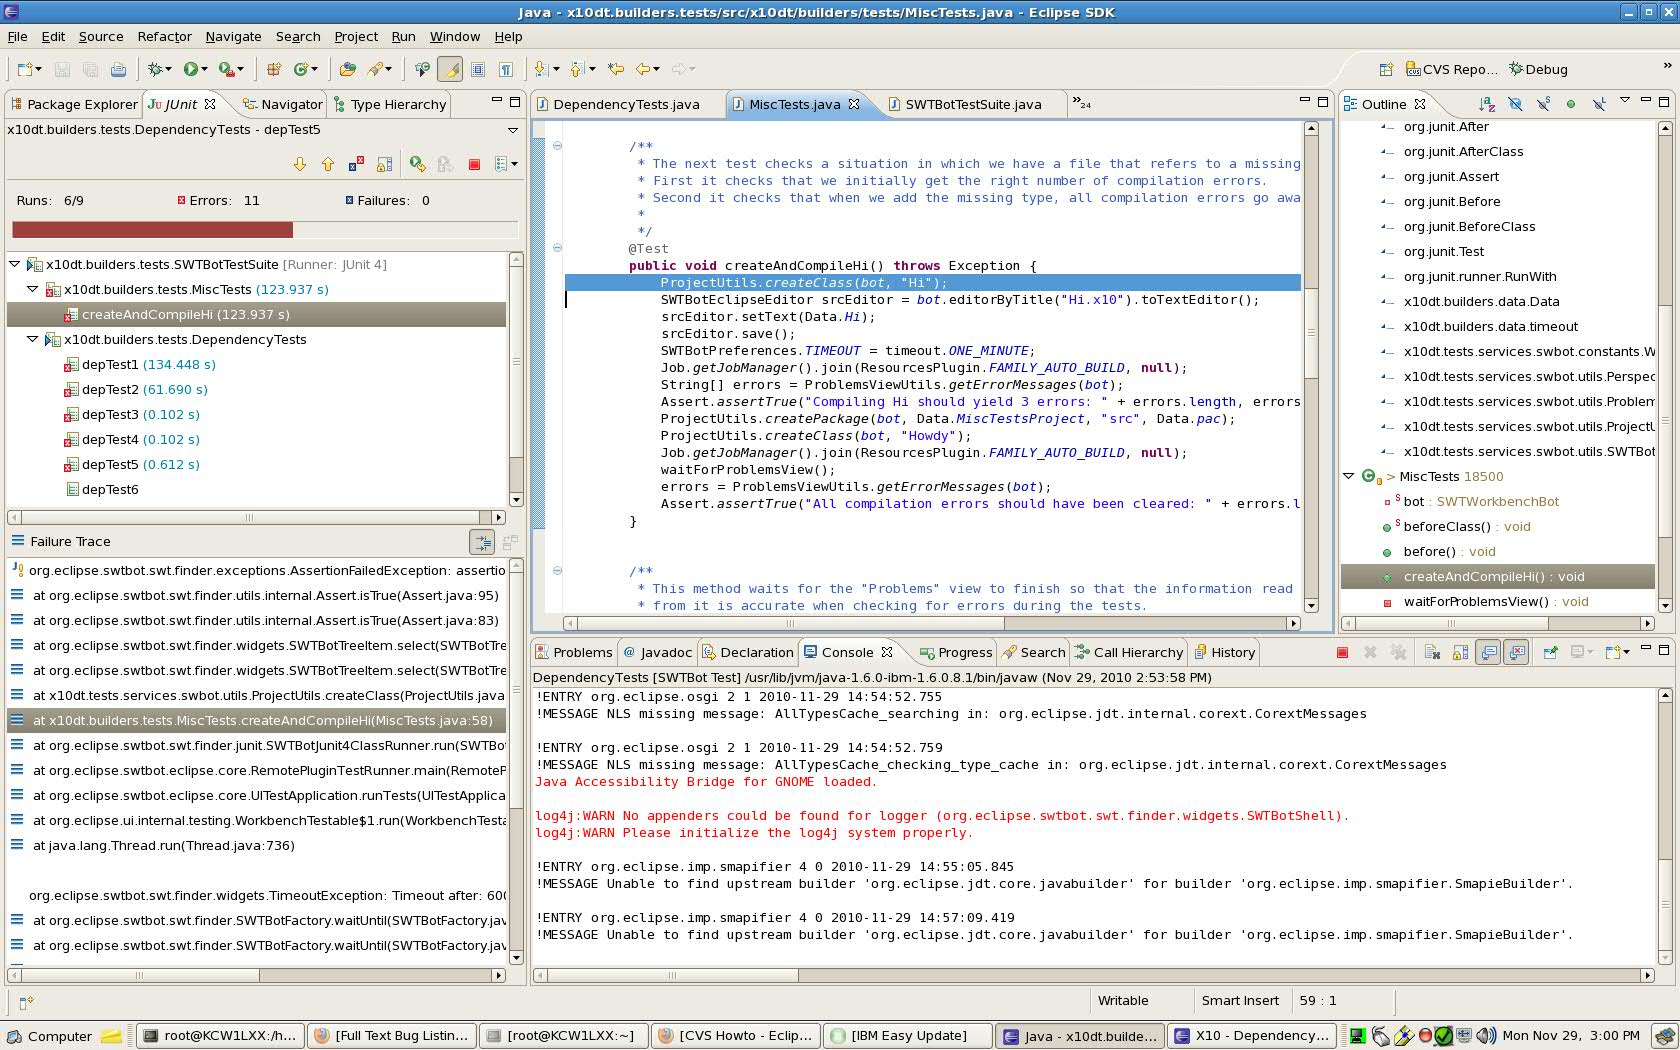 Java - x10dt.builders.tests/src/x10dt/builders/tests/MiscTests.java - Eclipse SDK
File Edit Source Refactor Navigate Search Project Run Window Help
CVS Repo... Debug »
Package Explorer JUnit Navigator Type Hierarchy
x10dt.builders.tests.DependencyTests - depTest5
Runs: 6/9 Errors: 11 Failures: 0
x10dt.builders.tests.SWTBotTestSuite [Runner: JUnit 4]
x10dt.builders.tests.MiscTests (123.937 s)
createAndCompileHi (123.937 s)
x10dt.builders.tests.DependencyTests
depTest1 (134.448 s)
depTest2 (61.690 s)
depTest3 (0.102 s)
depTest4 (0.102 s)
depTest5 (0.612 s)
depTest6
Failure Trace
org.eclipse.swtbot.swt.finder.exceptions.AssertionFailedException: assertio
at org.eclipse.swtbot.swt.finder.utils.internal.Assert.isTrue(Assert.java:95)
at org.eclipse.swtbot.swt.finder.utils.internal.Assert.isTrue(Assert.java:83)
at org.eclipse.swtbot.swt.finder.widgets.SWTBotTreeItem.select(SWTBotTre
at org.eclipse.swtbot.swt.finder.widgets.SWTBotTreeItem.select(SWTBotTre
at x10dt.tests.services.swbot.utils.ProjectUtils.createClass(ProjectUtils.java
at x10dt.builders.tests.MiscTests.createAndCompileHi(MiscTests.java:58)
at org.eclipse.swtbot.swt.finder.junit.SWTBotJunit4ClassRunner.run(SWTBo
at org.eclipse.swtbot.eclipse.core.RemotePluginTestRunner.main(RemoteP
at org.eclipse.swtbot.eclipse.core.UITestApplication.runTests(UITestApplica
at org.eclipse.ui.internal.testing.WorkbenchTestable$1.run(WorkbenchTesta
at java.lang.Thread.run(Thread.java:736)
org.eclipse.swtbot.swt.finder.widgets.TimeoutException: Timeout after: 600
at org.eclipse.swtbot.swt.finder.SWTBotFactory.waitUntil(SWTBotFactory.jav
at org.eclipse.swtbot.swt.finder.SWTBotFactory.waitUntil(SWTBotFactory.jav
DependencyTests.java MiscTests.java SWTBotTestSuite.java »24
/**
* The next test checks a situation in which we have a file that refers to a missing
* First it checks that we initially get the right number of compilation errors.
* Second it checks that when we add the missing type, all compilation errors go awa
*
*/
@Test
public void createAndCompileHi() throws Exception {
ProjectUtils.createClass(bot, "Hi");
SWTBotEclipseEditor srcEditor = bot.editorByTitle("Hi.x10").toTextEditor();
srcEditor.setText(Data.Hi);
srcEditor.save();
SWTBotPreferences.TIMEOUT = timeout.ONE_MINUTE;
Job.getJobManager().join(ResourcesPlugin.FAMILY_AUTO_BUILD, null);
String[] errors = ProblemsViewUtils.getErrorMessages(bot);
Assert.assertTrue("Compiling Hi should yield 3 errors: " + errors.length, errors
ProjectUtils.createPackage(bot, Data.MiscTestsProject, "src", Data.pac);
ProjectUtils.createClass(bot, "Howdy");
Job.getJobManager().join(ResourcesPlugin.FAMILY_AUTO_BUILD, null);
waitForProblemsView();
errors = ProblemsViewUtils.getErrorMessages(bot);
Assert.assertTrue("All compilation errors should have been cleared: " + errors.l
}
/**
* This method waits for the "Problems" view to finish so that the information read
* from it is accurate when checking for errors during the tests.
Outline
org.junit.After
org.junit.AfterClass
org.junit.Assert
org.junit.Before
org.junit.BeforeClass
org.junit.Test
org.junit.runner.RunWith
x10dt.builders.data.Data
x10dt.builders.data.timeout
x10dt.tests.services.swbot.constants.W
x10dt.tests.services.swbot.utils.Perspec
x10dt.tests.services.swbot.utils.Problem
x10dt.tests.services.swbot.utils.ProjectU
x10dt.tests.services.swbot.utils.SWTBot
> MiscTests 18500
bot : SWTWorkbenchBot
beforeClass() : void
before() : void
createAndCompileHi() : void
waitForProblemsView() : void
Problems @ Javadoc Declaration Console Progress Search Call Hierarchy History
DependencyTests [SWTBot Test] /usr/lib/jvm/java-1.6.0-ibm-1.6.0.8.1/bin/javaw (Nov 29, 2010 2:53:58 PM)
!ENTRY org.eclipse.osgi 2 1 2010-11-29 14:54:52.755
!MESSAGE NLS missing message: AllTypesCache_searching in: org.eclipse.jdt.internal.corext.CorextMessages
!ENTRY org.eclipse.osgi 2 1 2010-11-29 14:54:52.759
!MESSAGE NLS missing message: AllTypesCache_checking_type_cache in: org.eclipse.jdt.internal.corext.CorextMessages
Java Accessibility Bridge for GNOME loaded.
log4j:WARN No appenders could be found for logger (org.eclipse.swtbot.swt.finder.widgets.SWTBotShell).
log4j:WARN Please initialize the log4j system properly.
!ENTRY org.eclipse.imp.smapifier 4 0 2010-11-29 14:55:05.845
!MESSAGE Unable to find upstream builder 'org.eclipse.jdt.core.javabuilder' for builder 'org.eclipse.imp.smapifier.SmapieBuilder'.
!ENTRY org.eclipse.imp.smapifier 4 0 2010-11-29 14:57:09.419
!MESSAGE Unable to find upstream builder 'org.eclipse.jdt.core.javabuilder' for builder 'org.eclipse.imp.smapifier.SmapieBuilder'.
Writable Smart Insert 59 : 1
Computer root@KCW1LXX:/h... [Full Text Bug Listin... [root@KCW1LXX:~] [CVS Howto - Eclip... [IBM Easy Update] Java - x10dt.builde... X10 - Dependency... Mon Nov 29, 3:00 PM